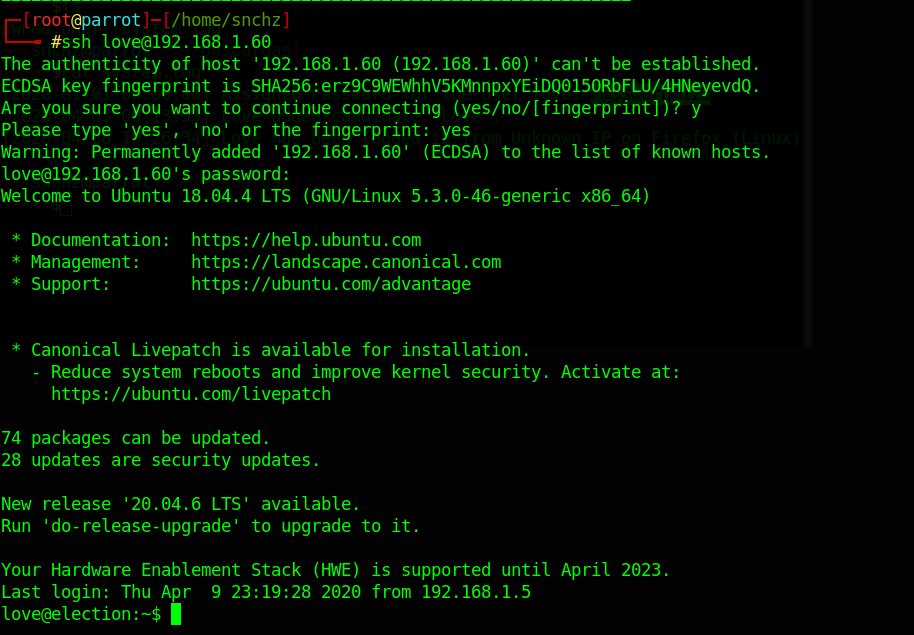 ┌─[root@parrot]─[/home/snchz]
└──╼ #ssh love@192.168.1.60
The authenticity of host '192.168.1.60 (192.168.1.60)' can't be established.
ECDSA key fingerprint is SHA256:erz9C9WEWhhV5KMnnpxYEiDQ015ORbFLU/4HNeyevdQ.
Are you sure you want to continue connecting (yes/no/[fingerprint])? y
Please type 'yes', 'no' or the fingerprint: yes
Warning: Permanently added '192.168.1.60' (ECDSA) to the list of known hosts.
love@192.168.1.60's password:
Welcome to Ubuntu 18.04.4 LTS (GNU/Linux 5.3.0-46-generic x86_64)
* Documentation:  https://help.ubuntu.com
* Management:     https://landscape.canonical.com
* Support:        https://ubuntu.com/advantage
* Canonical Livepatch is available for installation.
- Reduce system reboots and improve kernel security. Activate at:
https://ubuntu.com/livepatch
74 packages can be updated.
28 updates are security updates.
New release '20.04.6 LTS' available.
Run 'do-release-upgrade' to upgrade to it.
Your Hardware Enablement Stack (HWE) is supported until April 2023.
Last login: Thu Apr  9 23:19:28 2020 from 192.168.1.5
love@election:~$